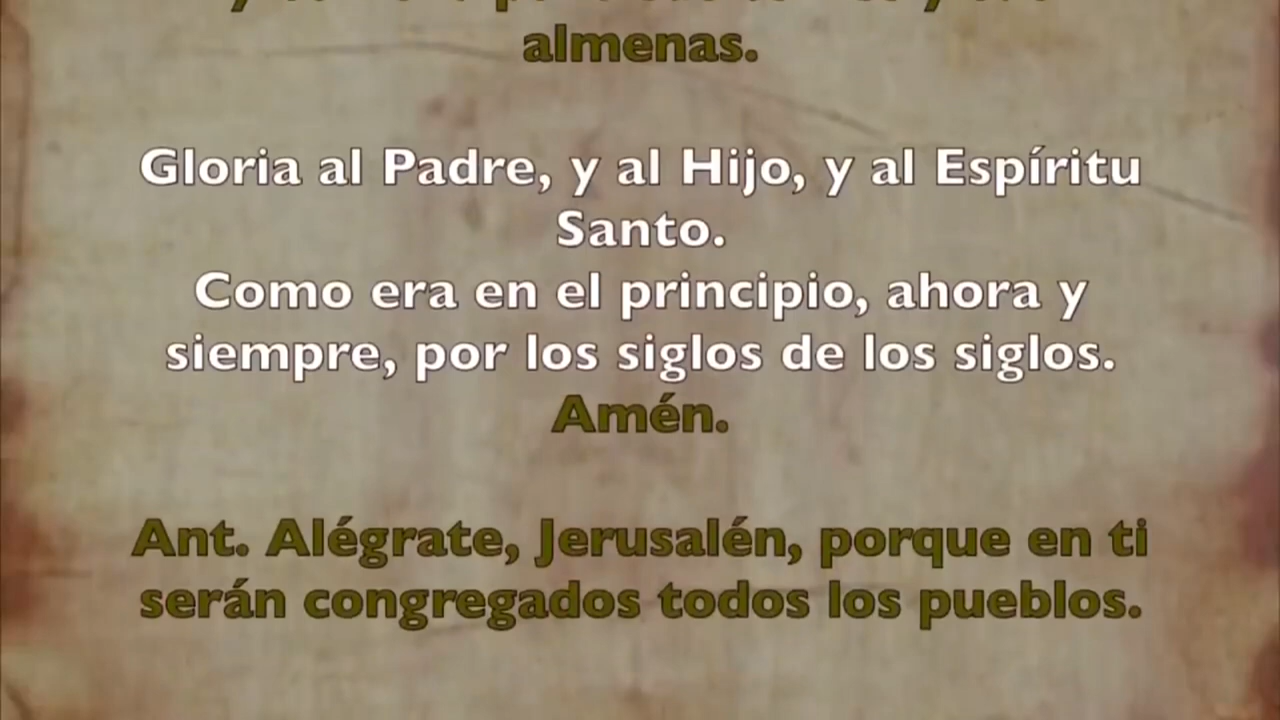 almenas.
Gloria al Padre, y al Hijo, y al Espíritu
Santo.
Como era en el principio, ahora y
siempre, por los siglos de los siglos.
Amén.
Ant. Alégrate, Jerusalén, porque en ti
serán congregados todos los pueblos.